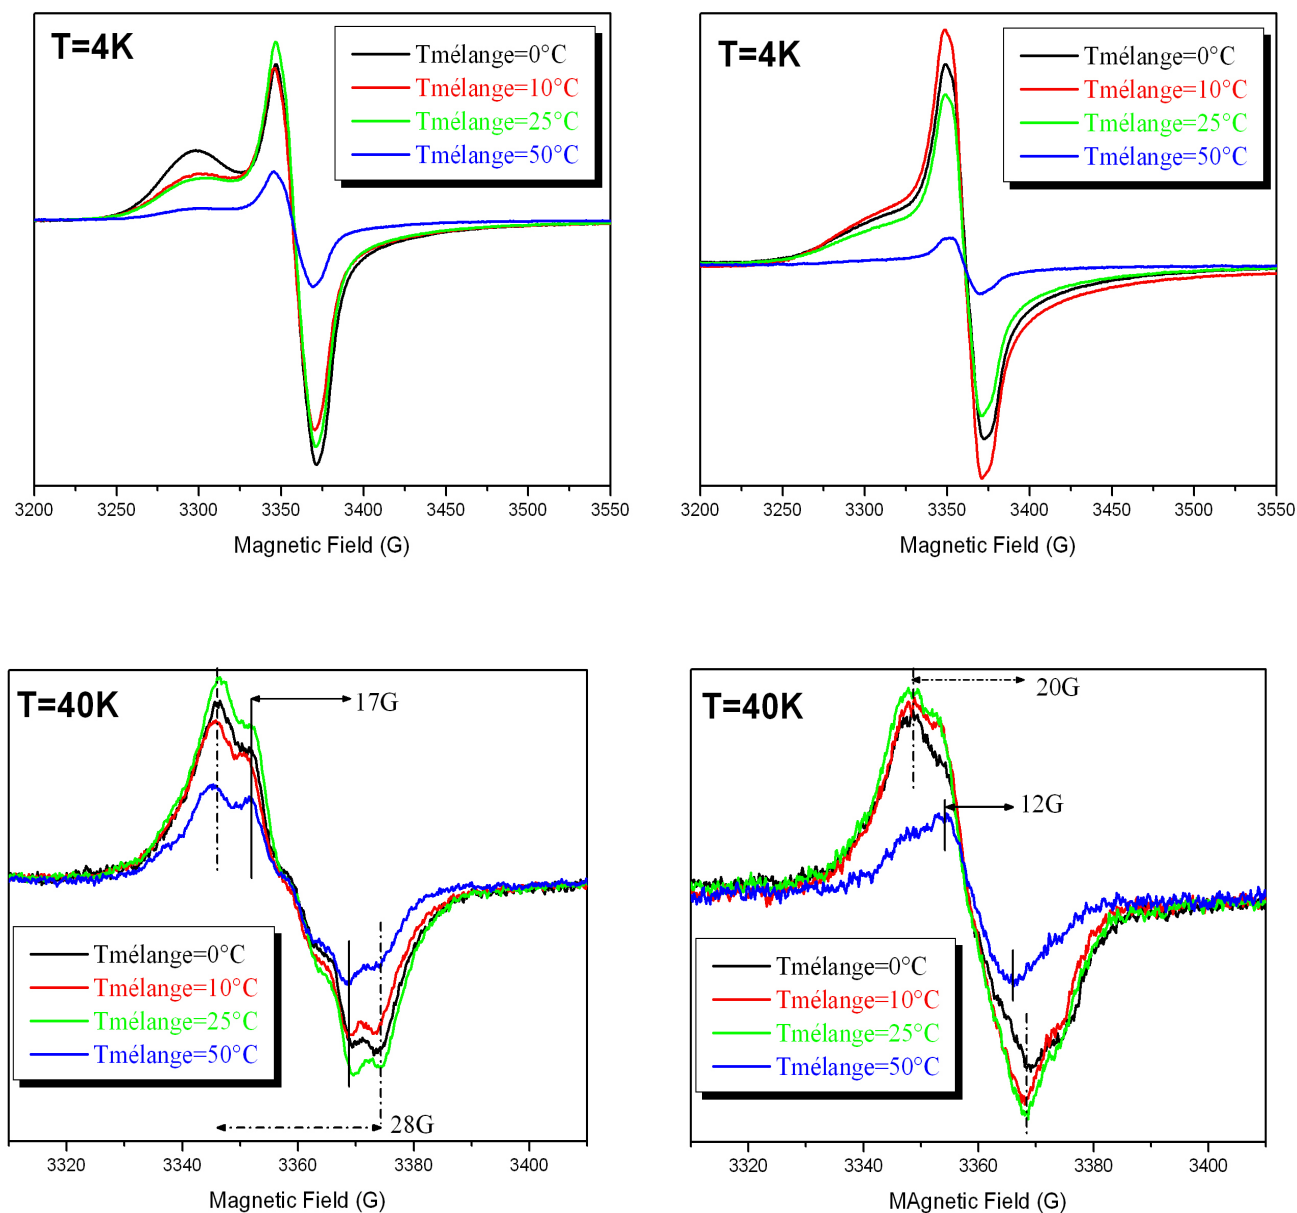 T=4K
Tmélange=0°C
Tmélange=10°C
Tmélange=25°C
Tmélange=50°C
3200 3250 3300 3350 3400 3450 3500 3550
Magnetic Field (G)
T=4K
Tmélange=0°C
Tmélange=10°C
Tmélange=25°C
Tmélange=50°C
3200 3250 3300 3350 3400 3450 3500 3550
Magnetic Field (G)
T=40K
17G
Tmélange=0°C
Tmélange=10°C
Tmélange=25°C
Tmélange=50°C
28G
3320 3340 3360 3380 3400
Magnetic Field (G)
T=40K
20G
12G
Tmélange=0°C
Tmélange=10°C
Tmélange=25°C
Tmélange=50°C
3320 3340 3360 3380 3400
MAgnetic Field (G)